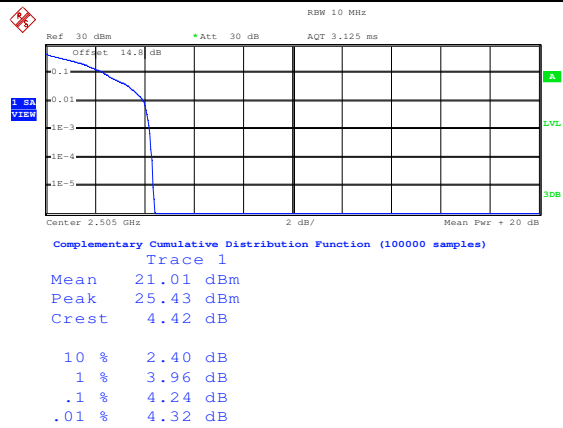 RBW 10 MHz
Ref 30 dBm *Att 30 dB AQT 3.125 ms
Offset 14.8 dB
0.1
A
0.01
1 SA
VIEW
1E-3
LVL
1E-4
1E-5
3DB
Center 2.505 GHz 2 dB/ Mean Pwr + 20 dB
Complementary Cumulative Distribution Function (100000 samples)
Trace 1
Mean 21.01 dBm
Peak 25.43 dBm
Crest 4.42 dB
10 % 2.40 dB
1 % 3.96 dB
.1 % 4.24 dB
.01 % 4.32 dB